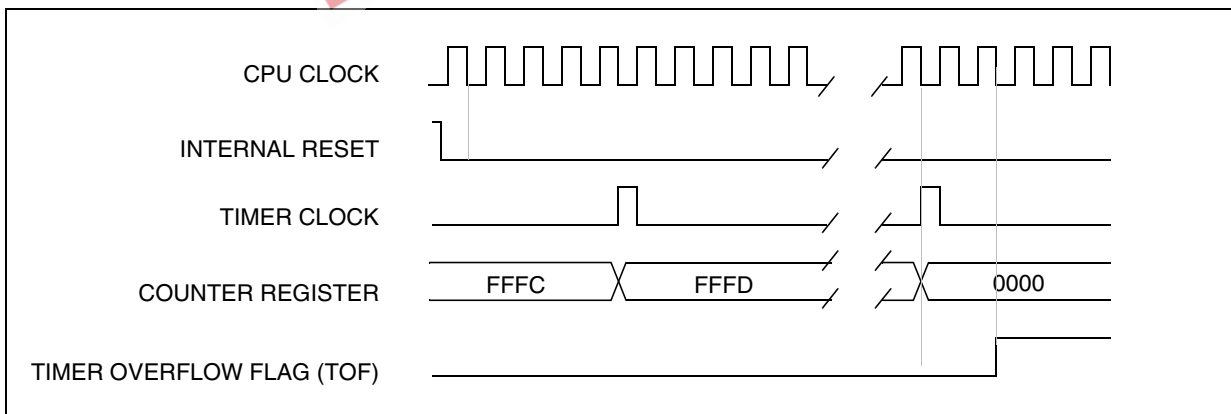 CPU CLOCK
INTERNAL RESET
TIMER CLOCK
COUNTER REGISTER FFFC FFFD 0000
TIMER OVERFLOW FLAG (TOF)